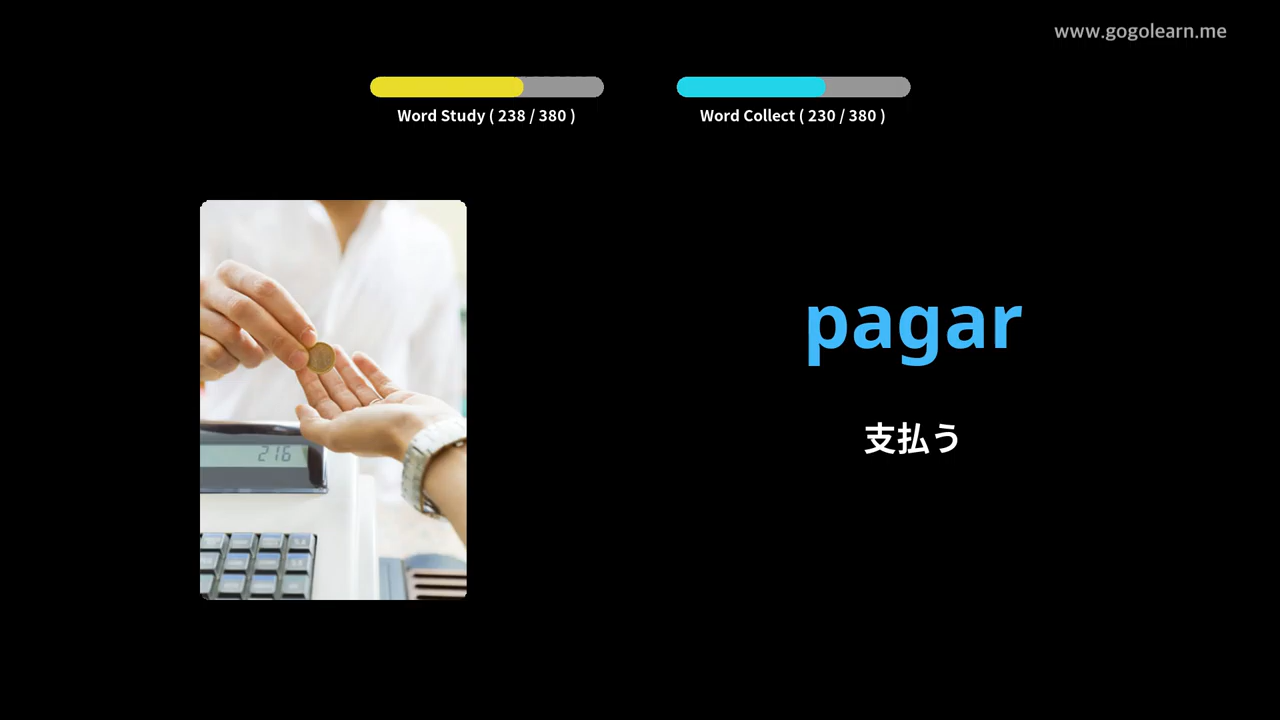 www.gogolearn.me
Word Study ( 238 / 380 )
Word Collect ( 230 / 380 )
pagar
支払う
216